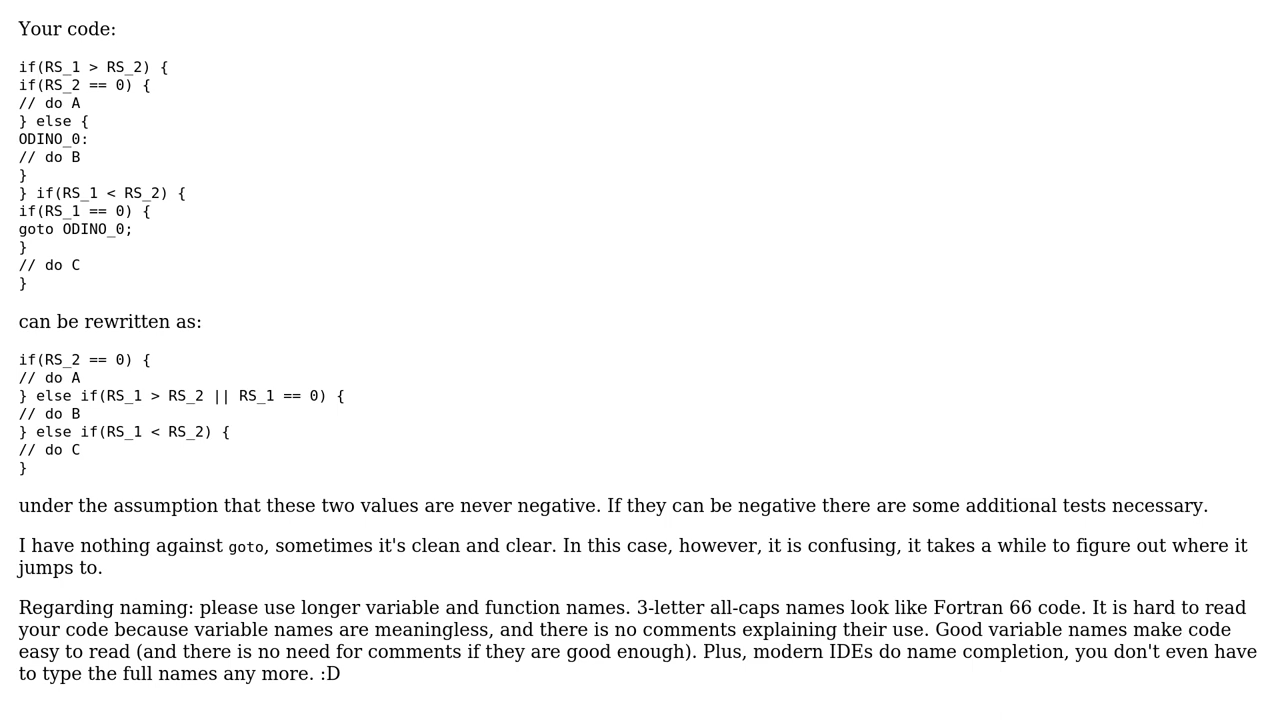 Your code:
if(RS_1 > RS_2) {
if(RS_2 == 0) {
// do A
} else {
ODINO_0:
// do B
}
} if(RS_1 < RS_2) {
if(RS_1 == 0) {
goto ODINO_0;
}
// do C
}
can be rewritten as:
if(RS_2 == 0) {
// do A
} else if(RS_1 > RS_2 || RS_1 == 0) {
// do B
} else if(RS_1 < RS_2) {
// do C
}
under the assumption that these two values are never negative. If they can be negative there are some additional tests necessary.
I have nothing against goto, sometimes it's clean and clear. In this case, however, it is confusing, it takes a while to figure out where it
jumps to.
Regarding naming: please use longer variable and function names. 3-letter all-caps names look like Fortran 66 code. It is hard to read
your code because variable names are meaningless, and there is no comments explaining their use. Good variable names make code
easy to read (and there is no need for comments if they are good enough). Plus, modern IDEs do name completion, you don't even have
to type the full names any more. :D